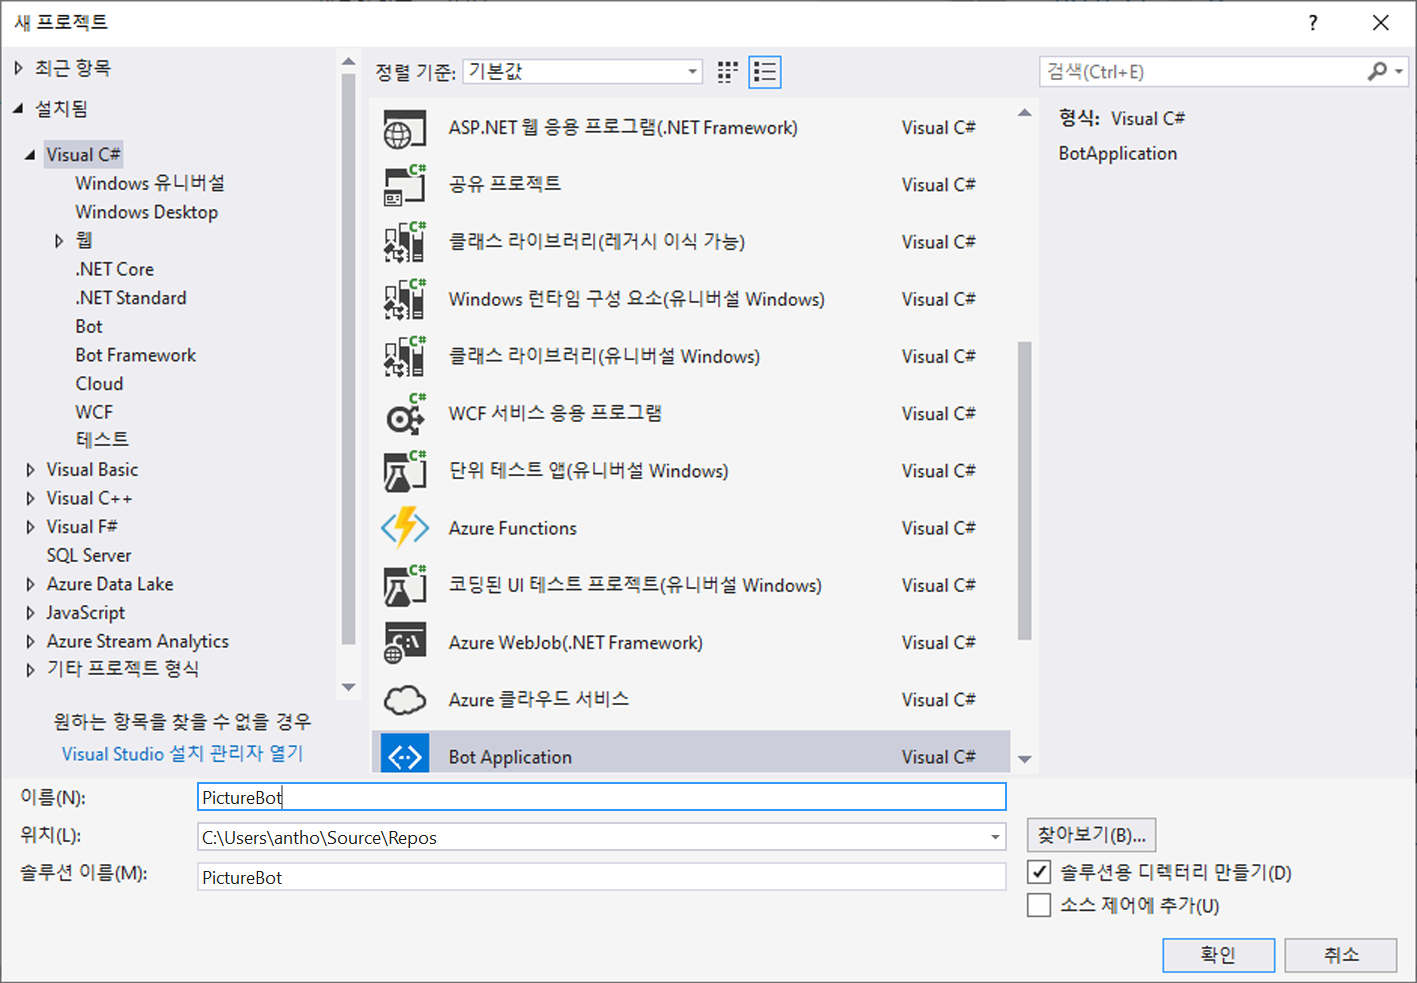 새 프로젝트
?
최근 항목
설치됨
Visual C#
Windows 유니버설
Windows Desktop
웹
.NET Core
.NET Standard
Bot
Bot Framework
Cloud
WCF
테스트
Visual Basic
Visual C++
Visual F#
SQL Server
Azure Data Lake
JavaScript
Azure Stream Analytics
기타 프로젝트 형식
원하는 항목을 찾을 수 없을 경우
Visual Studio 설치 관리자 열기
정렬 기준: 기본값
ASP.NET 웹 응용 프로그램(.NET Framework) Visual C#
C# 공유 프로젝트 Visual C#
C# 클래스 라이브러리(레거시 이식 가능) Visual C#
C# Windows 런타임 구성 요소(유니버설 Windows) Visual C#
C# 클래스 라이브러리(유니버설 Windows) Visual C#
C# WCF 서비스 응용 프로그램 Visual C#
C# 단위 테스트 앱(유니버설 Windows) Visual C#
Azure Functions Visual C#
C# 코딩된 UI 테스트 프로젝트(유니버설 Windows) Visual C#
C:\ Azure WebJob(.NET Framework) Visual C#
Azure 클라우드 서비스 Visual C#
Bot Application Visual C#
검색(Ctrl+E)
형식: Visual C#
BotApplication
이름(N): PictureBot
위치(L): C:\Users\antho\Source\Repos
솔루션 이름(M): PictureBot
찾아보기(B)...
솔루션용 디렉터리 만들기(D)
소스 제어에 추가(U)
확인 취소